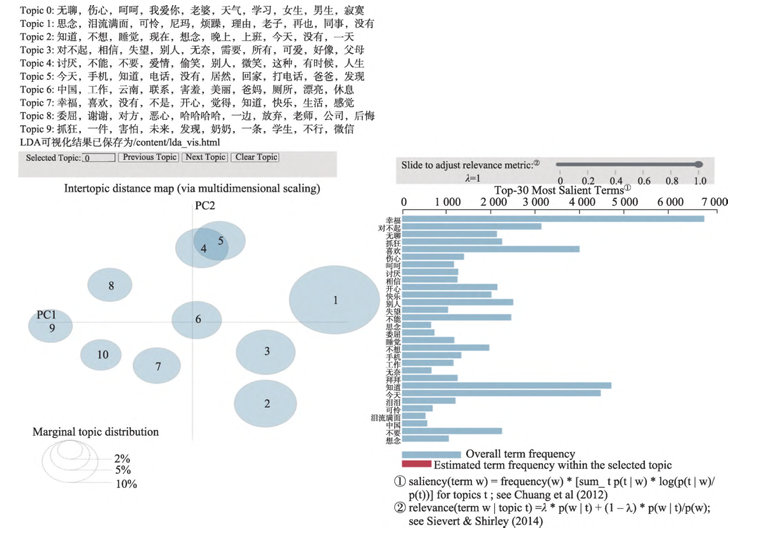 Topic 0: 无聊, 伤心, 呵呵, 我爱你, 老婆, 天气, 学习, 女生, 男生, 寂寞
Topic 1: 思念, 泪流满面, 可怜, 尼玛, 烦躁, 理由, 老子, 再也, 同事, 没有
Topic 2: 知道, 不想, 睡觉, 现在, 想念, 晚上, 上班, 今天, 没有, 一天
Topic 3: 对不起, 相信, 失望, 别人, 无奈, 需要, 所有, 可爱, 好像, 父母
Topic 4: 讨厌, 不能, 不要, 爱情, 偷笑, 别人, 微笑, 这种, 有时候, 人生
Topic 5: 今天, 手机, 知道, 电话, 没有, 居然, 回家, 打电话, 爸爸, 发现
Topic 6: 中国, 工作, 云南, 联系, 害羞, 美丽, 爸妈, 厕所, 漂亮, 休息
Topic 7: 幸福, 喜欢, 没有, 不是, 开心, 觉得, 知道, 快乐, 生活, 感觉
Topic 8: 委屈, 谢谢, 对方, 恶心, 哈哈哈哈, 一边, 放弃, 老师, 公司, 后悔
Topic 9: 抓狂, 一件, 害怕, 未来, 发现, 奶奶, 一条, 学生, 不行, 微信
LDA可视化结果已保存为/content/lda_vis.html
Selected Topic: 0 Previous Topic Next Topic Clear Topic
Intertopic distance map (via multidimensional scaling)
PC2
4
5
8
1
PC1
9
6
3
10
7
2
Marginal topic distribution
2%
5%
10%
Slide to adjust relevance metric:②
λ=1
0 0.2 0.4 0.6 0.8 1.0
Top-30 Most Salient Terms①
0 1 000 2 000 3 000 4 000 5 000 6 000 7 000
幸福
对不起
无聊
抓狂
喜欢
伤心
呵呵
讨厌
相信
开心
快乐
别人
失望
不能
思念
委屈
睡觉
不想
手机
工作
无奈
拜拜
知道
今天
泪泪
可怜
泪流满面
中国
不要
想念
Overall term frequency
Estimated term frequency within the selected topic
① saliency(term w) = frequency(w) * [sum_ t p(t | w) * log(p(t | w)/
p(t))] for topics t ; see Chuang et al (2012)
② relevance(term w | topic t) =λ * p(w | t) + (1 – λ) * p(w | t)/p(w);
see Sievert & Shirley (2014)